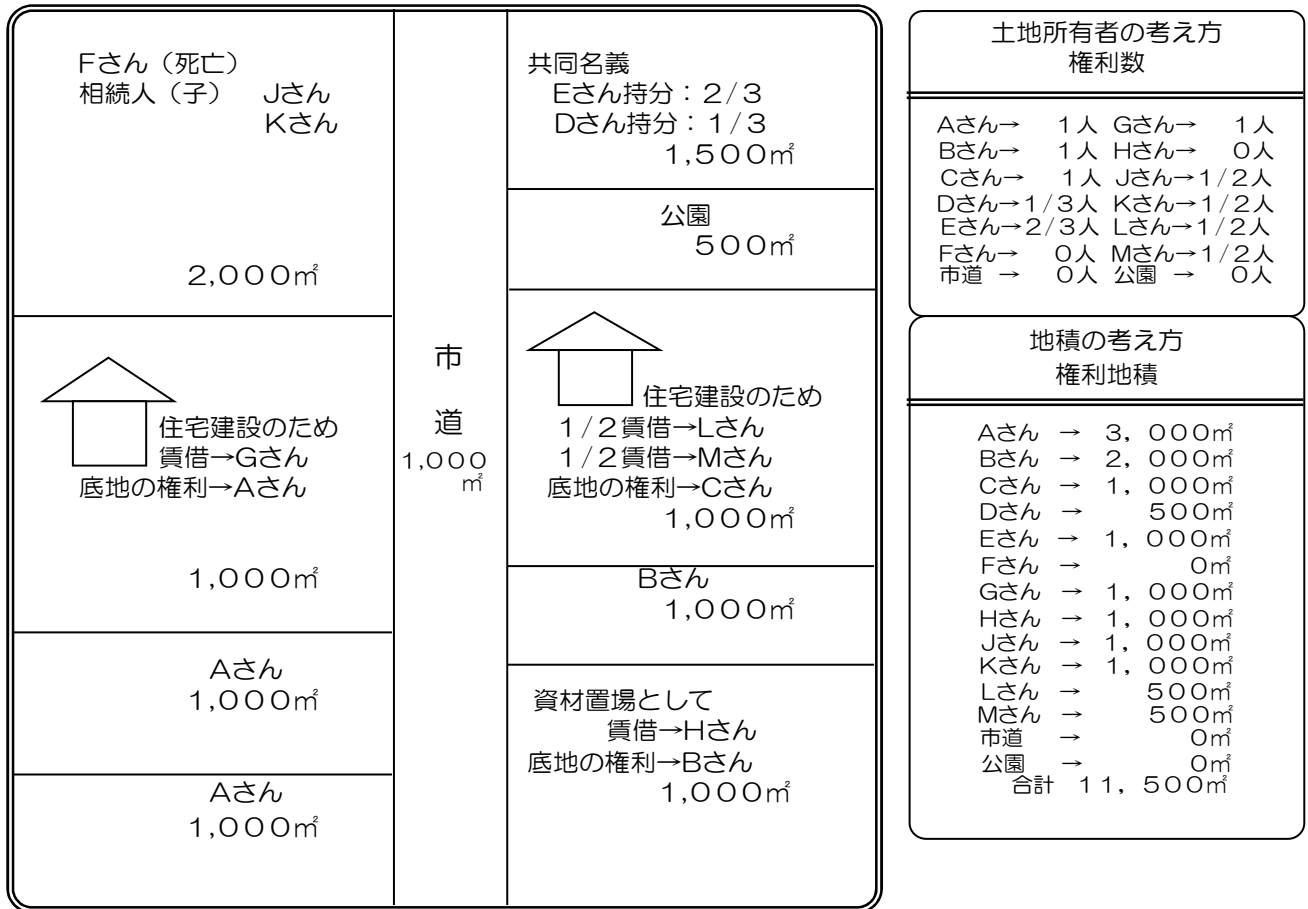 Fさん（死亡）
相続人（子）　Jさん
Kさん
2,000㎡
住宅建設のため
賃借→Gさん
底地の権利→Aさん
1,000㎡
Aさん
1,000㎡
Aさん
1,000㎡
市
道
1,000
㎡
共同名義
Eさん持分：2/3
Dさん持分：1/3
1,500㎡
公園
500㎡
住宅建設のため
1/2賃借→Lさん
1/2賃借→Mさん
底地の権利→Cさん
1,000㎡
Bさん
1,000㎡
資材置場として
賃借→Hさん
底地の権利→Bさん
1,000㎡
土地所有者の考え方
権利数
Aさん→　1人 Gさん→　1人
Bさん→　1人 Hさん→　0人
Cさん→　1人 Jさん→1/2人
Dさん→1/3人 Kさん→1/2人
Eさん→2/3人 Lさん→1/2人
Fさん→　0人 Mさん→1/2人
市道 →　0人 公園 →　0人
地積の考え方
権利地積
Aさん → 3，000㎡
Bさん → 2，000㎡
Cさん → 1，000㎡
Dさん → 500㎡
Eさん → 1，000㎡
Fさん → 0㎡
Gさん → 1，000㎡
Hさん → 1，000㎡
Jさん → 1，000㎡
Kさん → 1，000㎡
Lさん → 500㎡
Mさん → 500㎡
市道 → 0㎡
公園 → 0㎡
合計 11，500㎡